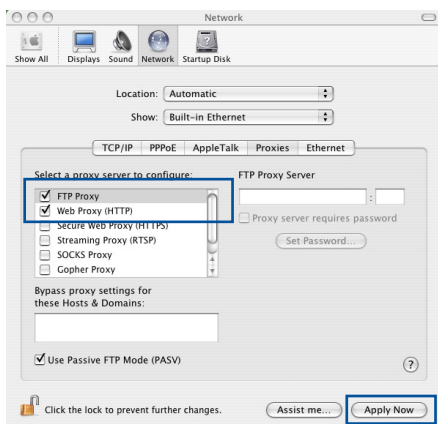 Network
Show All Displays Sound Network Startup Disk
Location: Automatic
Show: Built-in Ethernet
TCP/IP PPPoE AppleTalk Proxies Ethernet
Select a proxy server to configure: FTP Proxy Server
FTP Proxy :
Web Proxy (HTTP) Proxy server requires password
Secure Web Proxy (HTTPS)
Streaming Proxy (RTSP) Set Password...
SOCKS Proxy
Gopher Proxy
Bypass proxy settings for
these Hosts & Domains:
Use Passive FTP Mode (PASV) ?
Click the lock to prevent further changes. Assist me... Apply Now